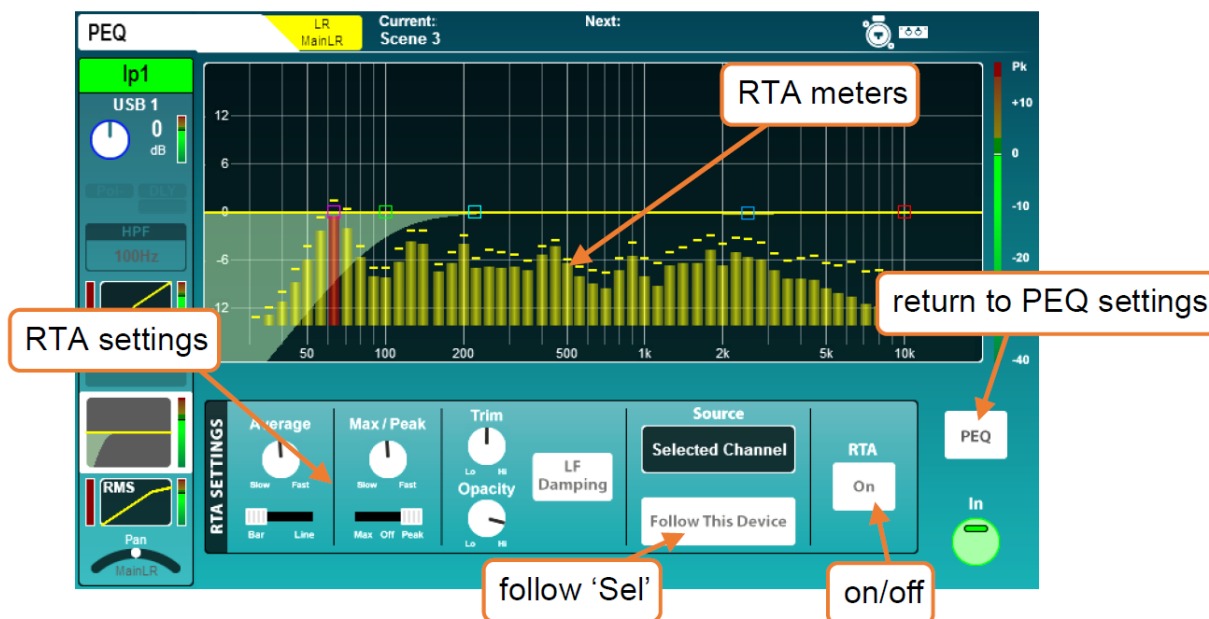 PEQ
LR
MainLR
Current:
Scene 3
Next:
Ip1
USB 1
0
dB
Pol
DLY
HPF
100Hz
RMS
Pan
MainLR
12
6
0
-6
12
50
100
200
500
1k
2k
5k
10k
RTA meters
Pk
+10
0
-10
-20
-40
return to PEQ settings
RTA settings
RTA SETTINGS
Average
Slow Fast
Bar Line
Max / Peak
Slow Fast
Max Off Peak
Trim
Lo Hi
Opacity
Lo Hi
LF
Damping
Source
Selected Channel
Follow This Device
RTA
On
PEQ
In
follow ‘Sel’
on/off